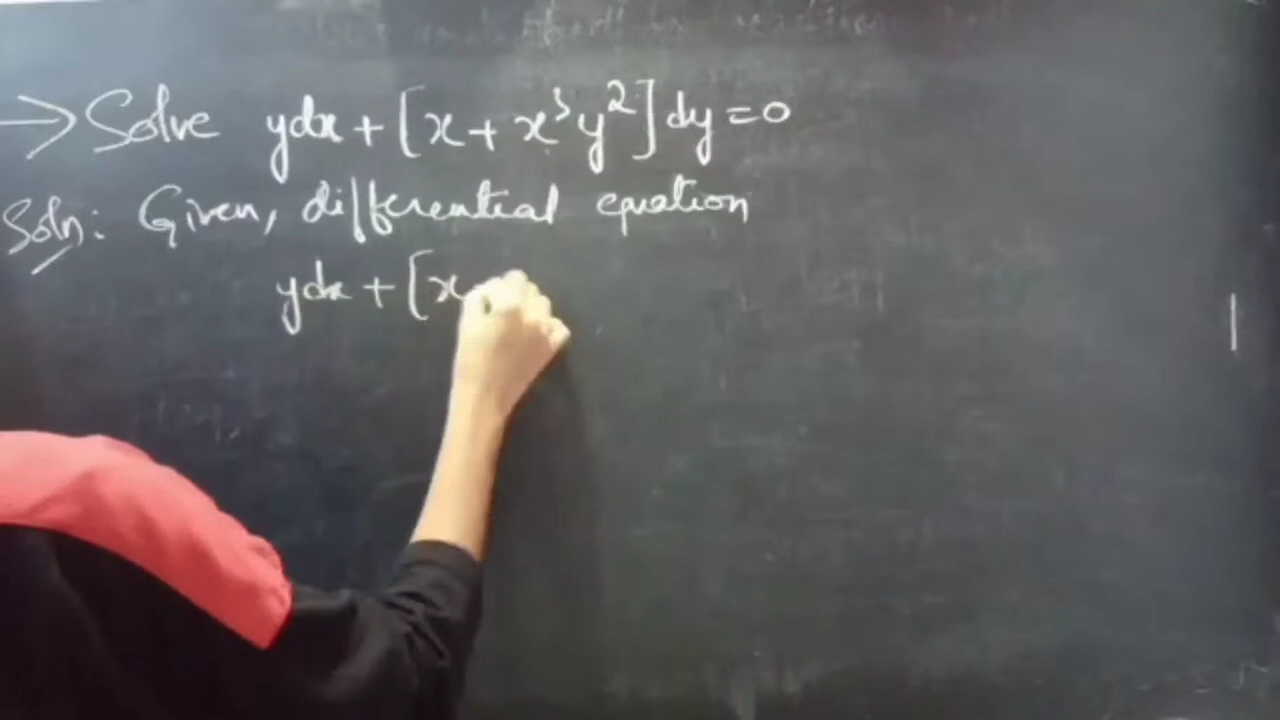 → Solve ydx + [x + x³y²] dy = 0
Soln: Given, differential equation
ydx + [x